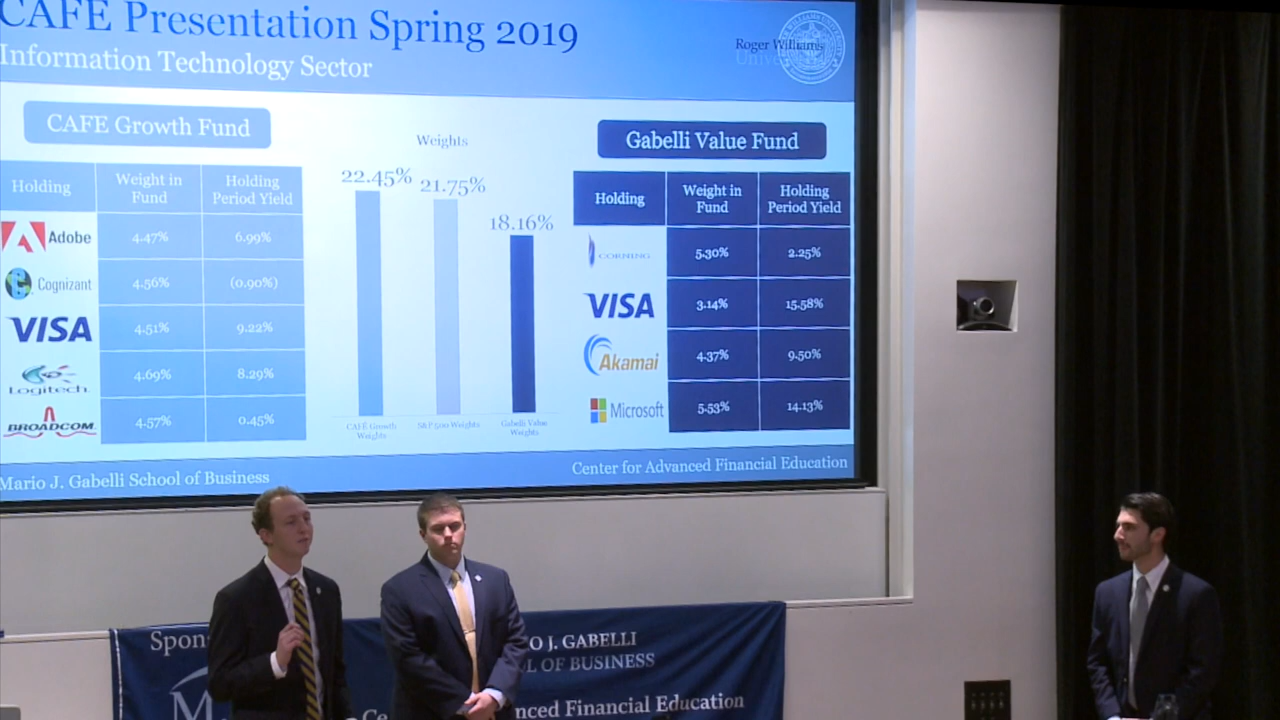 CAFE Presentation Spring 2019
Information Technology Sector
Roger Williams
University
CAFE Growth Fund
Holding
Weight in Fund
Holding Period Yield
Adobe
4.47%
6.99%
Cognizant
4.56%
(0.90%)
VISA
4.51%
9.22%
Logitech
4.69%
8.29%
BROADCOM
4.57%
0.45%
Weights
22.45%
21.75%
18.16%
CAFE Growth Weights
S&P 500 Weights
Gabelli Value Weights
Gabelli Value Fund
Holding
Weight in Fund
Holding Period Yield
CORNING
5.30%
2.25%
VISA
3.14%
15.58%
Akamai
4.37%
9.50%
Microsoft
5.53%
14.13%
Mario J. Gabelli School of Business
Center for Advanced Financial Education
Spons
O J. GABELLI
L OF BUSINESS
M
Ce
nced Financial Education